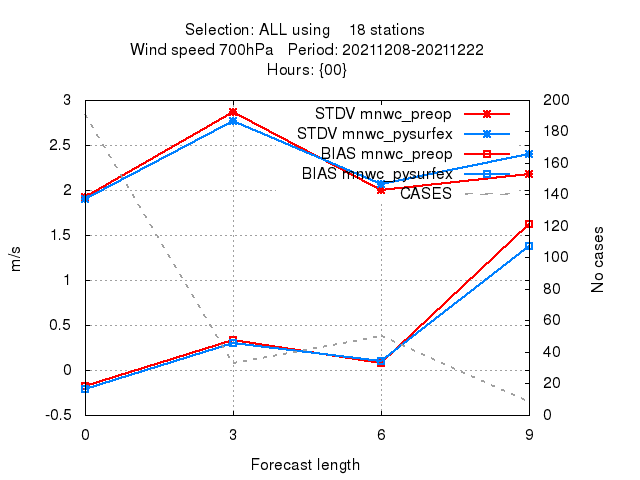 Selection: ALL using    18 stations
Wind speed 700hPa   Period: 20211208-20211222
Hours: {00}
3 200
STDV mnwc_preop
180
2.5 STDV mnwc_pysurfex
160
BIAS mnwc_preop
BIAS mnwc_pysurfex
2 140
CASES
120
1.5
100
1
80
60
0.5
40
0
20
-0.5 0
0 3 6 9
m/s
No cases
Forecast length